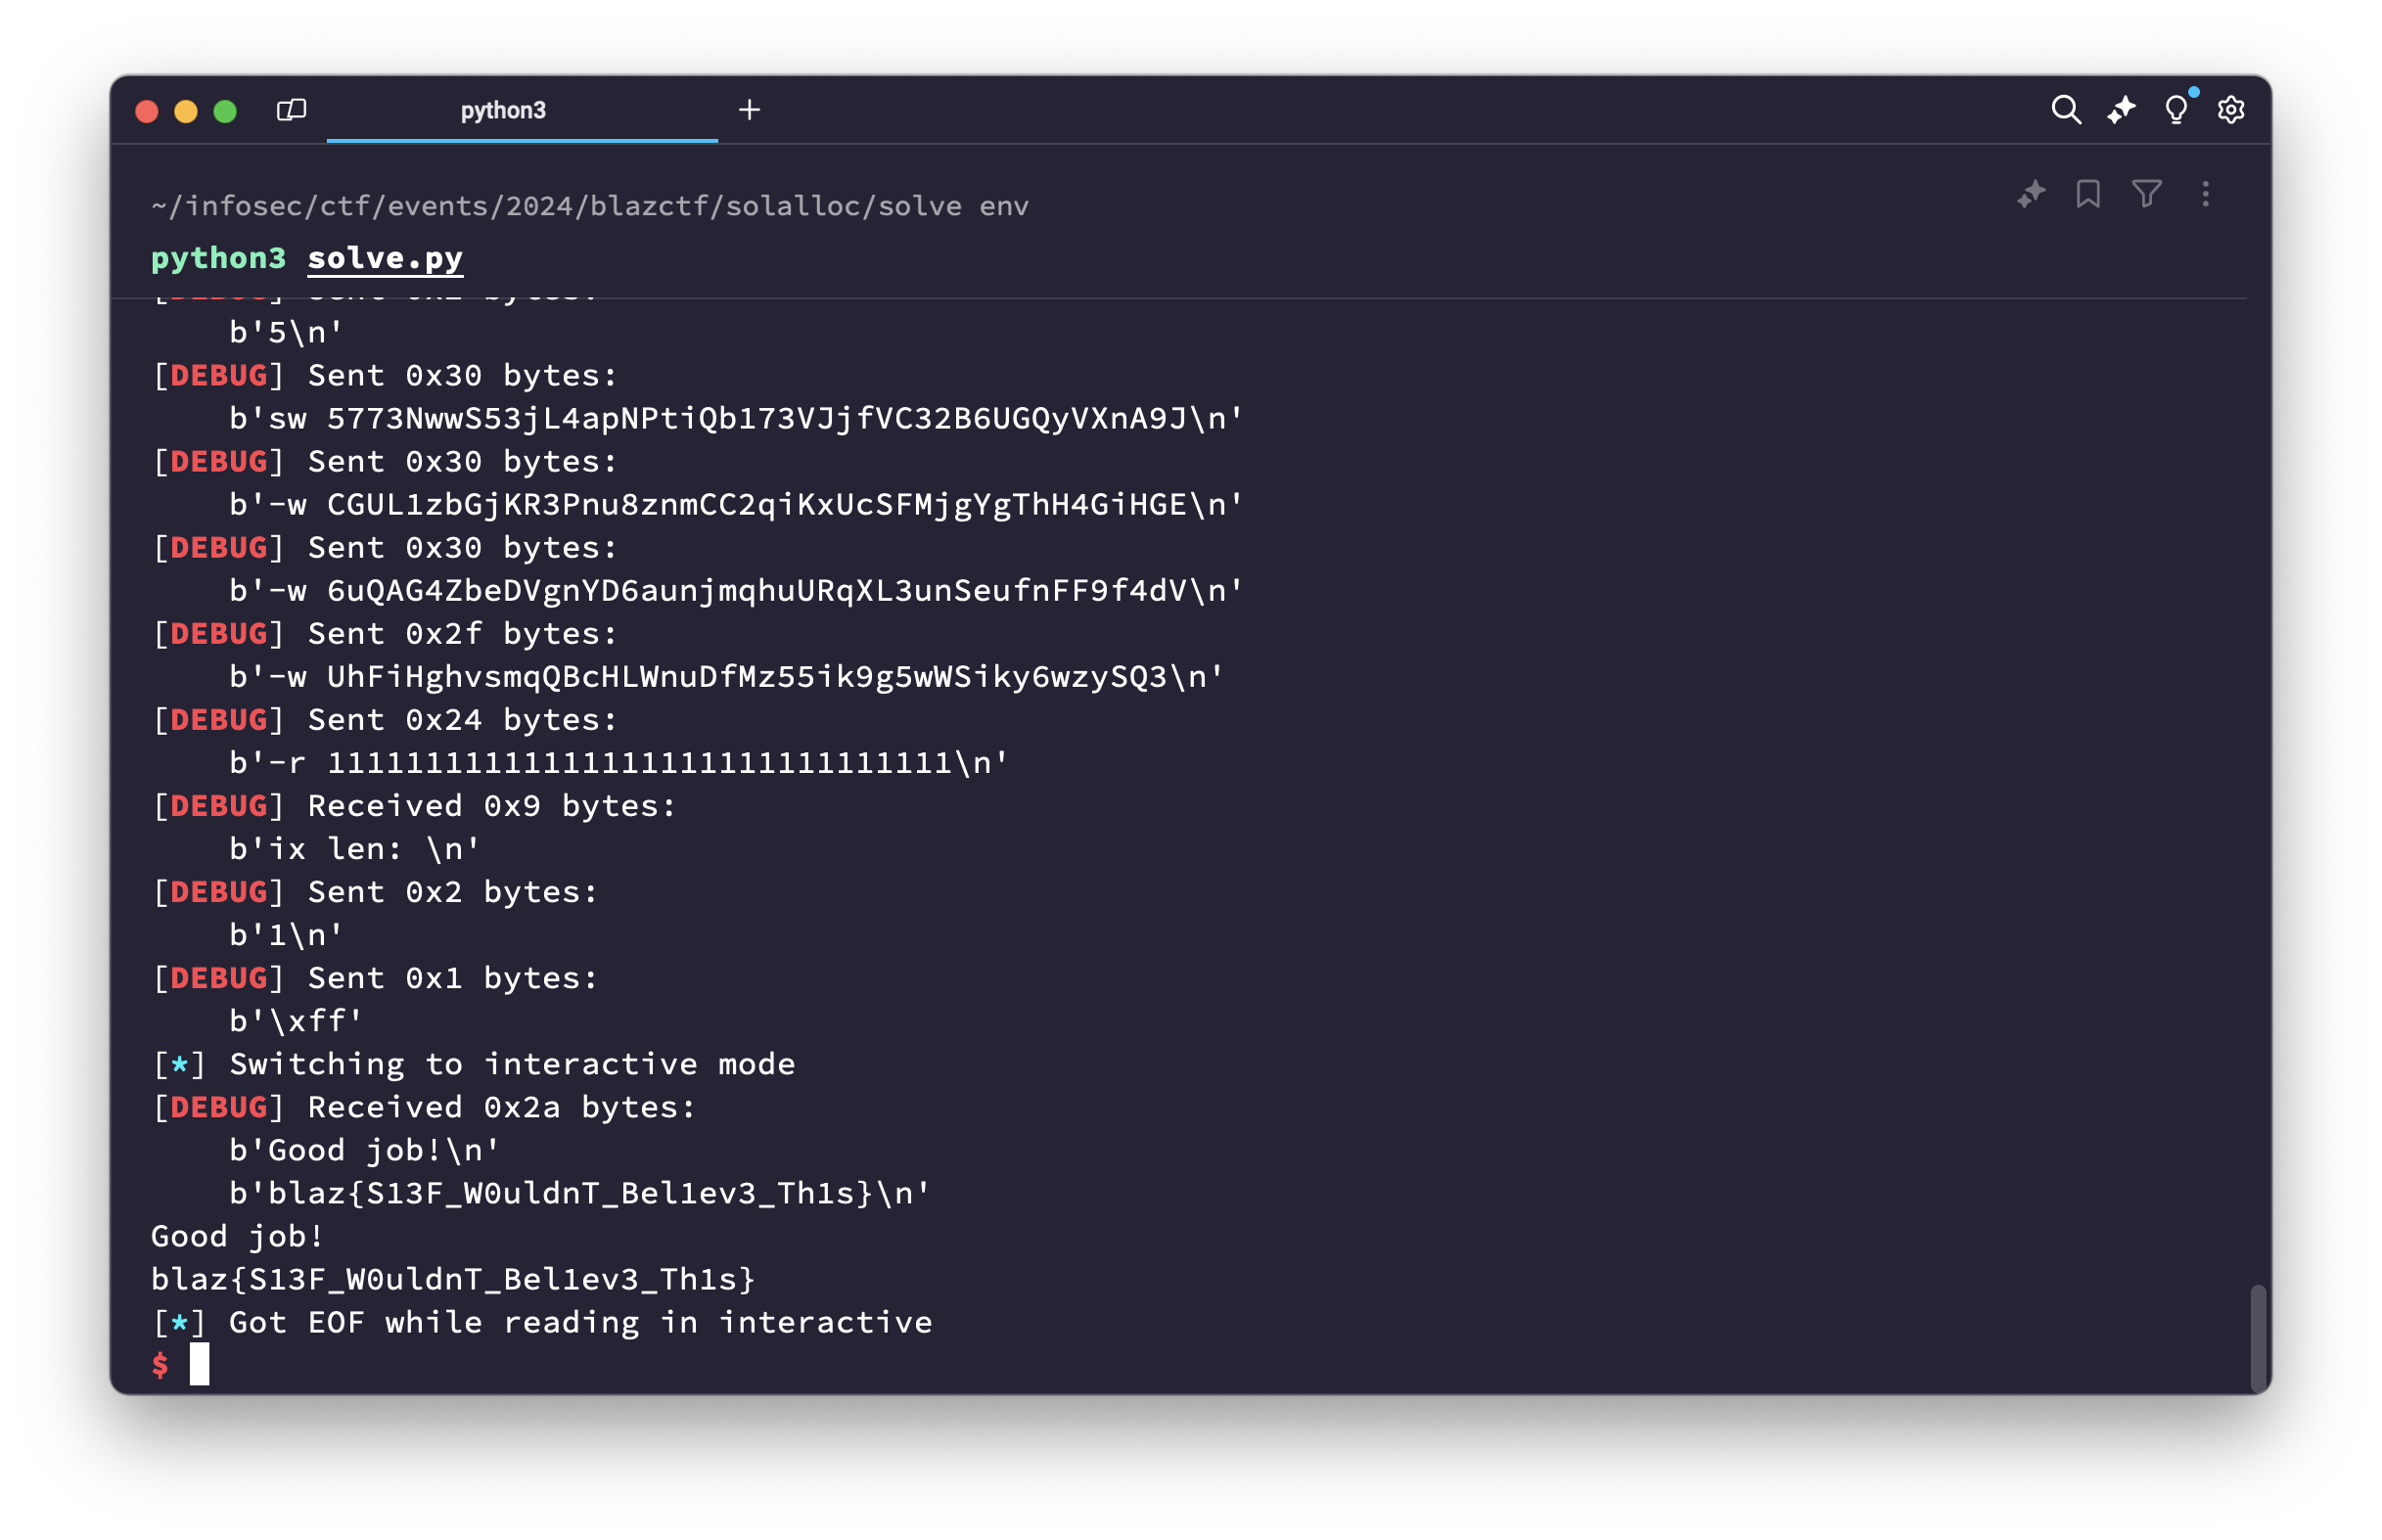 python3
~/infosec/ctf/events/2024/blazctf/solalloc/solve env
python3 solve.py
b'5\n'
[DEBUG] Sent 0x30 bytes:
b'sw 5773NwwS53jL4apNPtiQb173VJjfVC32B6UGQyVXnA9J\n'
[DEBUG] Sent 0x30 bytes:
b'-w CGUL1zbGjKR3Pnu8znmCC2qiKxUcSFMjgYgThH4GiHGE\n'
[DEBUG] Sent 0x30 bytes:
b'-w 6uQAG4ZbeDVgnYD6aunjmqhuURqXL3unSeufnFF9f4dV\n'
[DEBUG] Sent 0x2f bytes:
b'-w UhFiHghvsmqQBcHLWnuDfMz55ik9g5wWSiky6wzySQ3\n'
[DEBUG] Sent 0x24 bytes:
b'-r 11111111111111111111111111111111\n'
[DEBUG] Received 0x9 bytes:
b'ix len: \n'
[DEBUG] Sent 0x2 bytes:
b'1\n'
[DEBUG] Sent 0x1 bytes:
b'\xff'
[*] Switching to interactive mode
[DEBUG] Received 0x2a bytes:
b'Good job!\n'
b'blaz{S13F_W0uldnT_Bel1ev3_Th1s}\n'
Good job!
blaz{S13F_W0uldnT_Bel1ev3_Th1s}
[*] Got EOF while reading in interactive
$